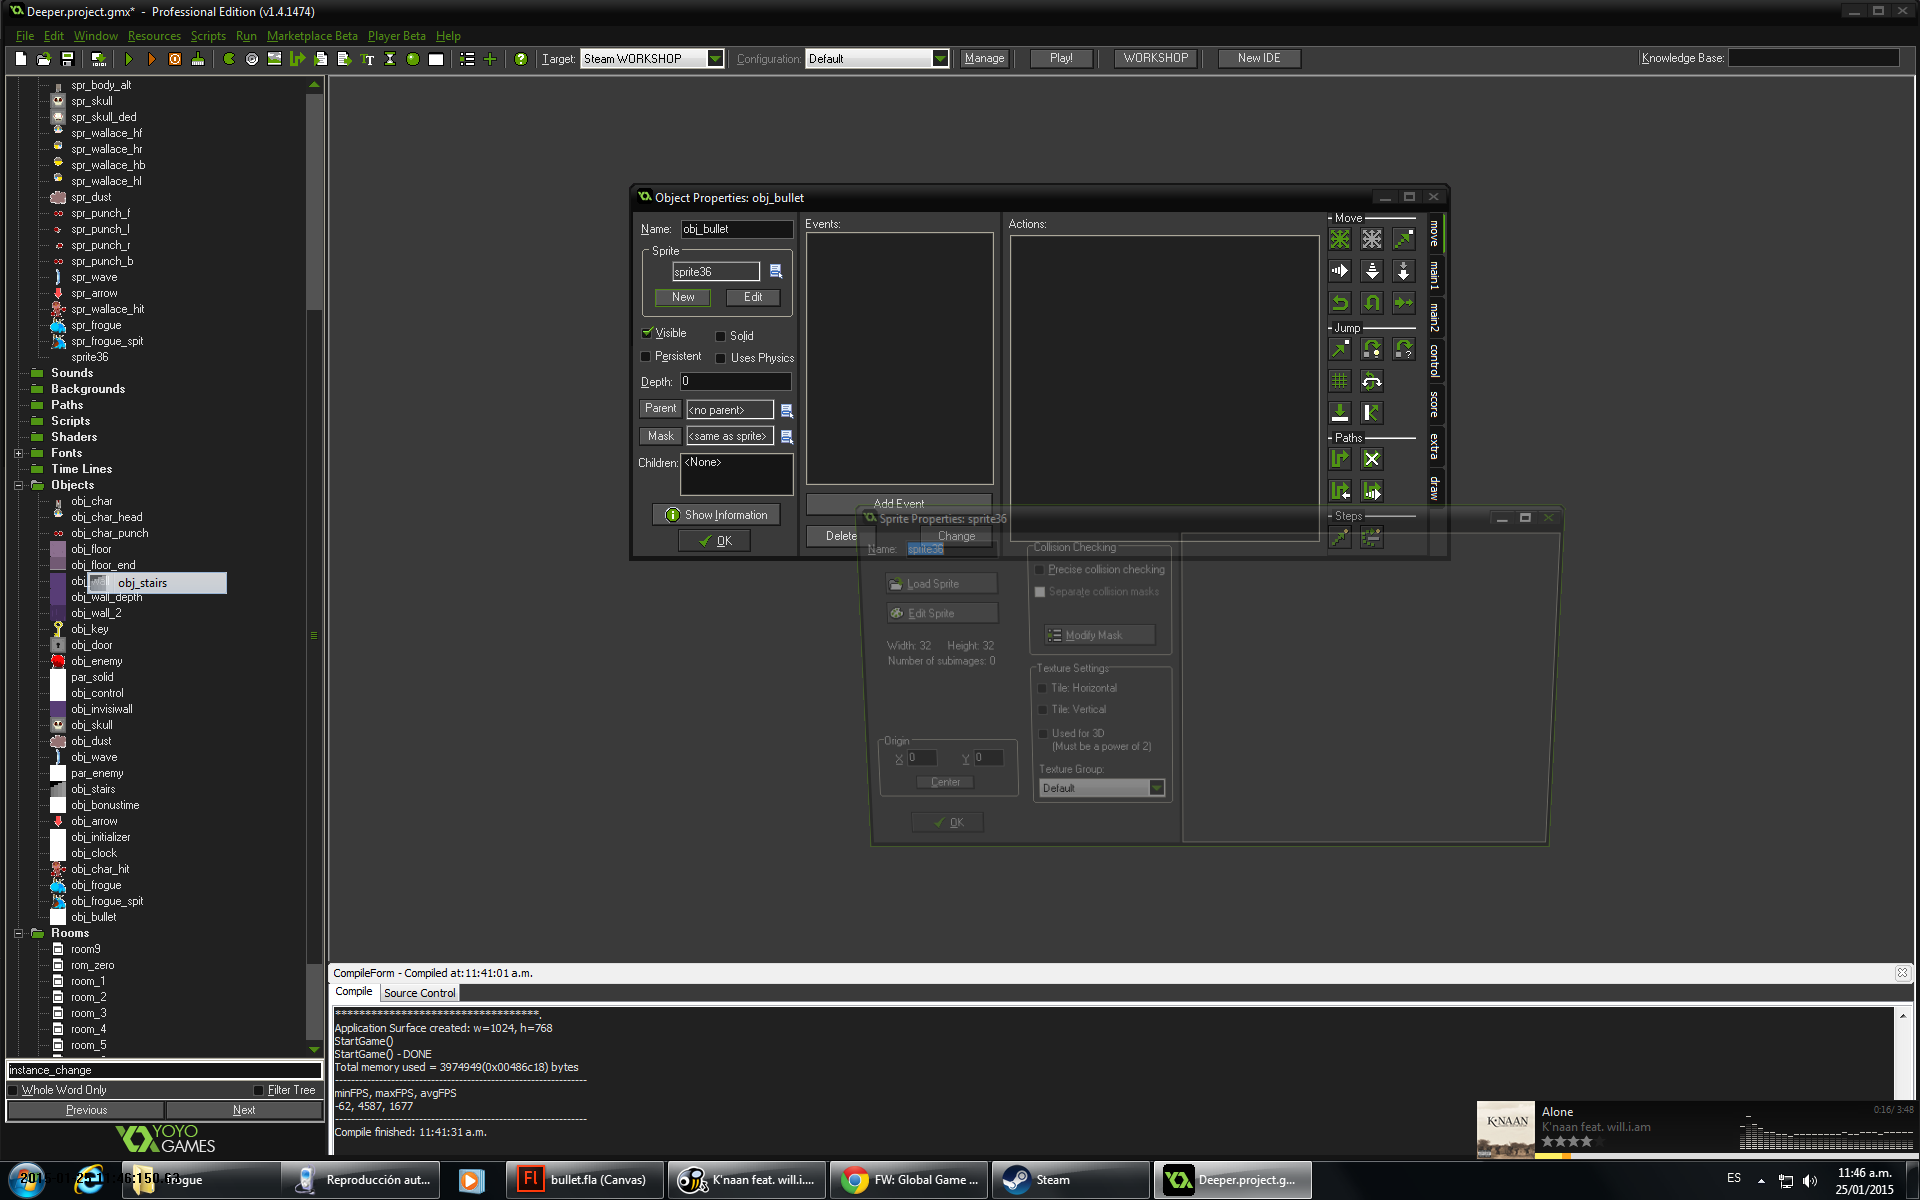 Deeper.project.gmx* - Professional Edition (v1.4.1474)
File Edit Window Resources Scripts Run Marketplace Beta Player Beta Help
Target: Steam WORKSHOP Configuration: Default Manage Play! WORKSHOP New IDE Knowledge Base:
spr_body_alt
spr_skull
spr_skull_ded
spr_wallace_hf
spr_wallace_hr
spr_wallace_hb
spr_wallace_hl
spr_dust
spr_punch_f
spr_punch_l
spr_punch_r
spr_punch_b
spr_wave
spr_arrow
spr_wallace_hit
spr_frogue
spr_frogue_spit
sprite36
Sounds
Backgrounds
Paths
Scripts
Shaders
Fonts
Time Lines
Objects
obj_char
obj_char_head
obj_char_punch
obj_floor
obj_floor_end
obj_stairs
obj_wall_depth
obj_wall_2
obj_key
obj_door
obj_enemy
par_solid
obj_control
obj_invisiwall
obj_skull
obj_dust
obj_wave
par_enemy
obj_stairs
obj_bonustime
obj_arrow
obj_initializer
obj_clock
obj_char_hit
obj_frogue
obj_frogue_spit
obj_bullet
Rooms
room9
rom_zero
room_1
room_2
room_3
room_4
room_5
instance_change
Whole Word Only Filter Tree
Previous Next
YOYO GAMES
Object Properties: obj_bullet
Name: obj_bullet
Sprite
sprite36
New Edit
Visible Solid
Persistent Uses Physics
Depth: 0
Parent <no parent>
Mask <same as sprite>
Children: <None>
Show Information
OK
Events:
Add Event
Delete Change
Actions:
Move
Jump
Paths
Steps
move
main1
main2
control
score
extra
draw
Sprite Properties: sprite36
Name: sprite36
Load Sprite
Edit Sprite
Width: 32 Height: 32
Number of subimages: 0
Origin
X 0 Y 0
Center
OK
Collision Checking
Precise collision checking
Separate collision masks
Modify Mask
Texture Settings
Tile: Horizontal
Tile: Vertical
Used for 3D
(Must be a power of 2)
Texture Group:
Default
CompileForm - Compiled at:11:41:01 a.m.
Compile Source Control
***********************************.
Application Surface created: w=1024, h=768
StartGame()
StartGame() - DONE
Total memory used = 3974949(0x00486c18) bytes
minFPS, maxFPS, avgFPS
-62, 4587, 1677
Compile finished: 11:41:31 a.m.
K'NAAN
Alone
K'naan feat. will.i.am
0:16/ 3:48
Reproducción aut...
bullet.fla (Canvas)
K'naan feat. will.i....
FW: Global Game ...
Steam
Deeper.project.g...
ES
11:46 a.m.
25/01/2015